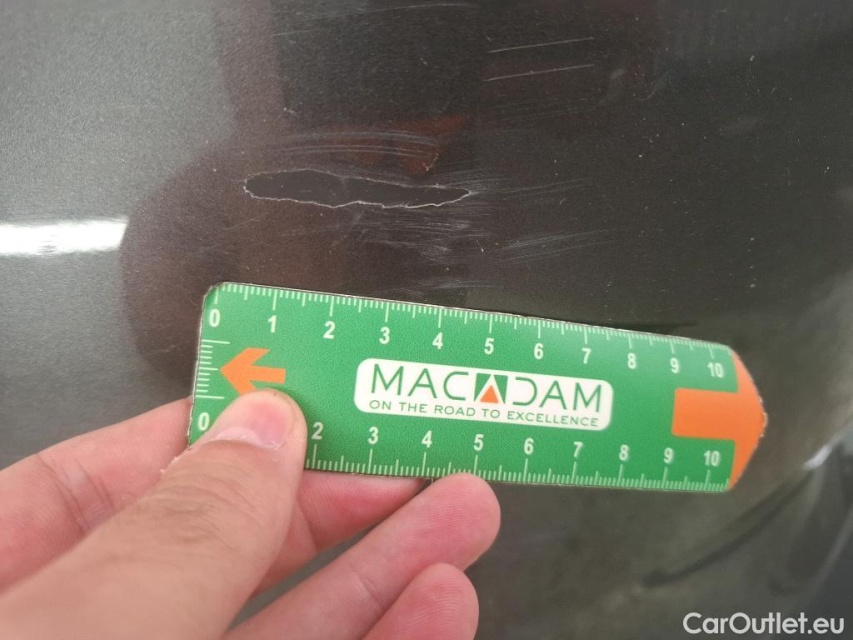 0 1 2 3 4 5 6 7 8 9 10
MACADAM
ON THE ROAD TO EXCELLENCE
0 2 3 4 5 6 7 8 9 10
CarOutlet.eu